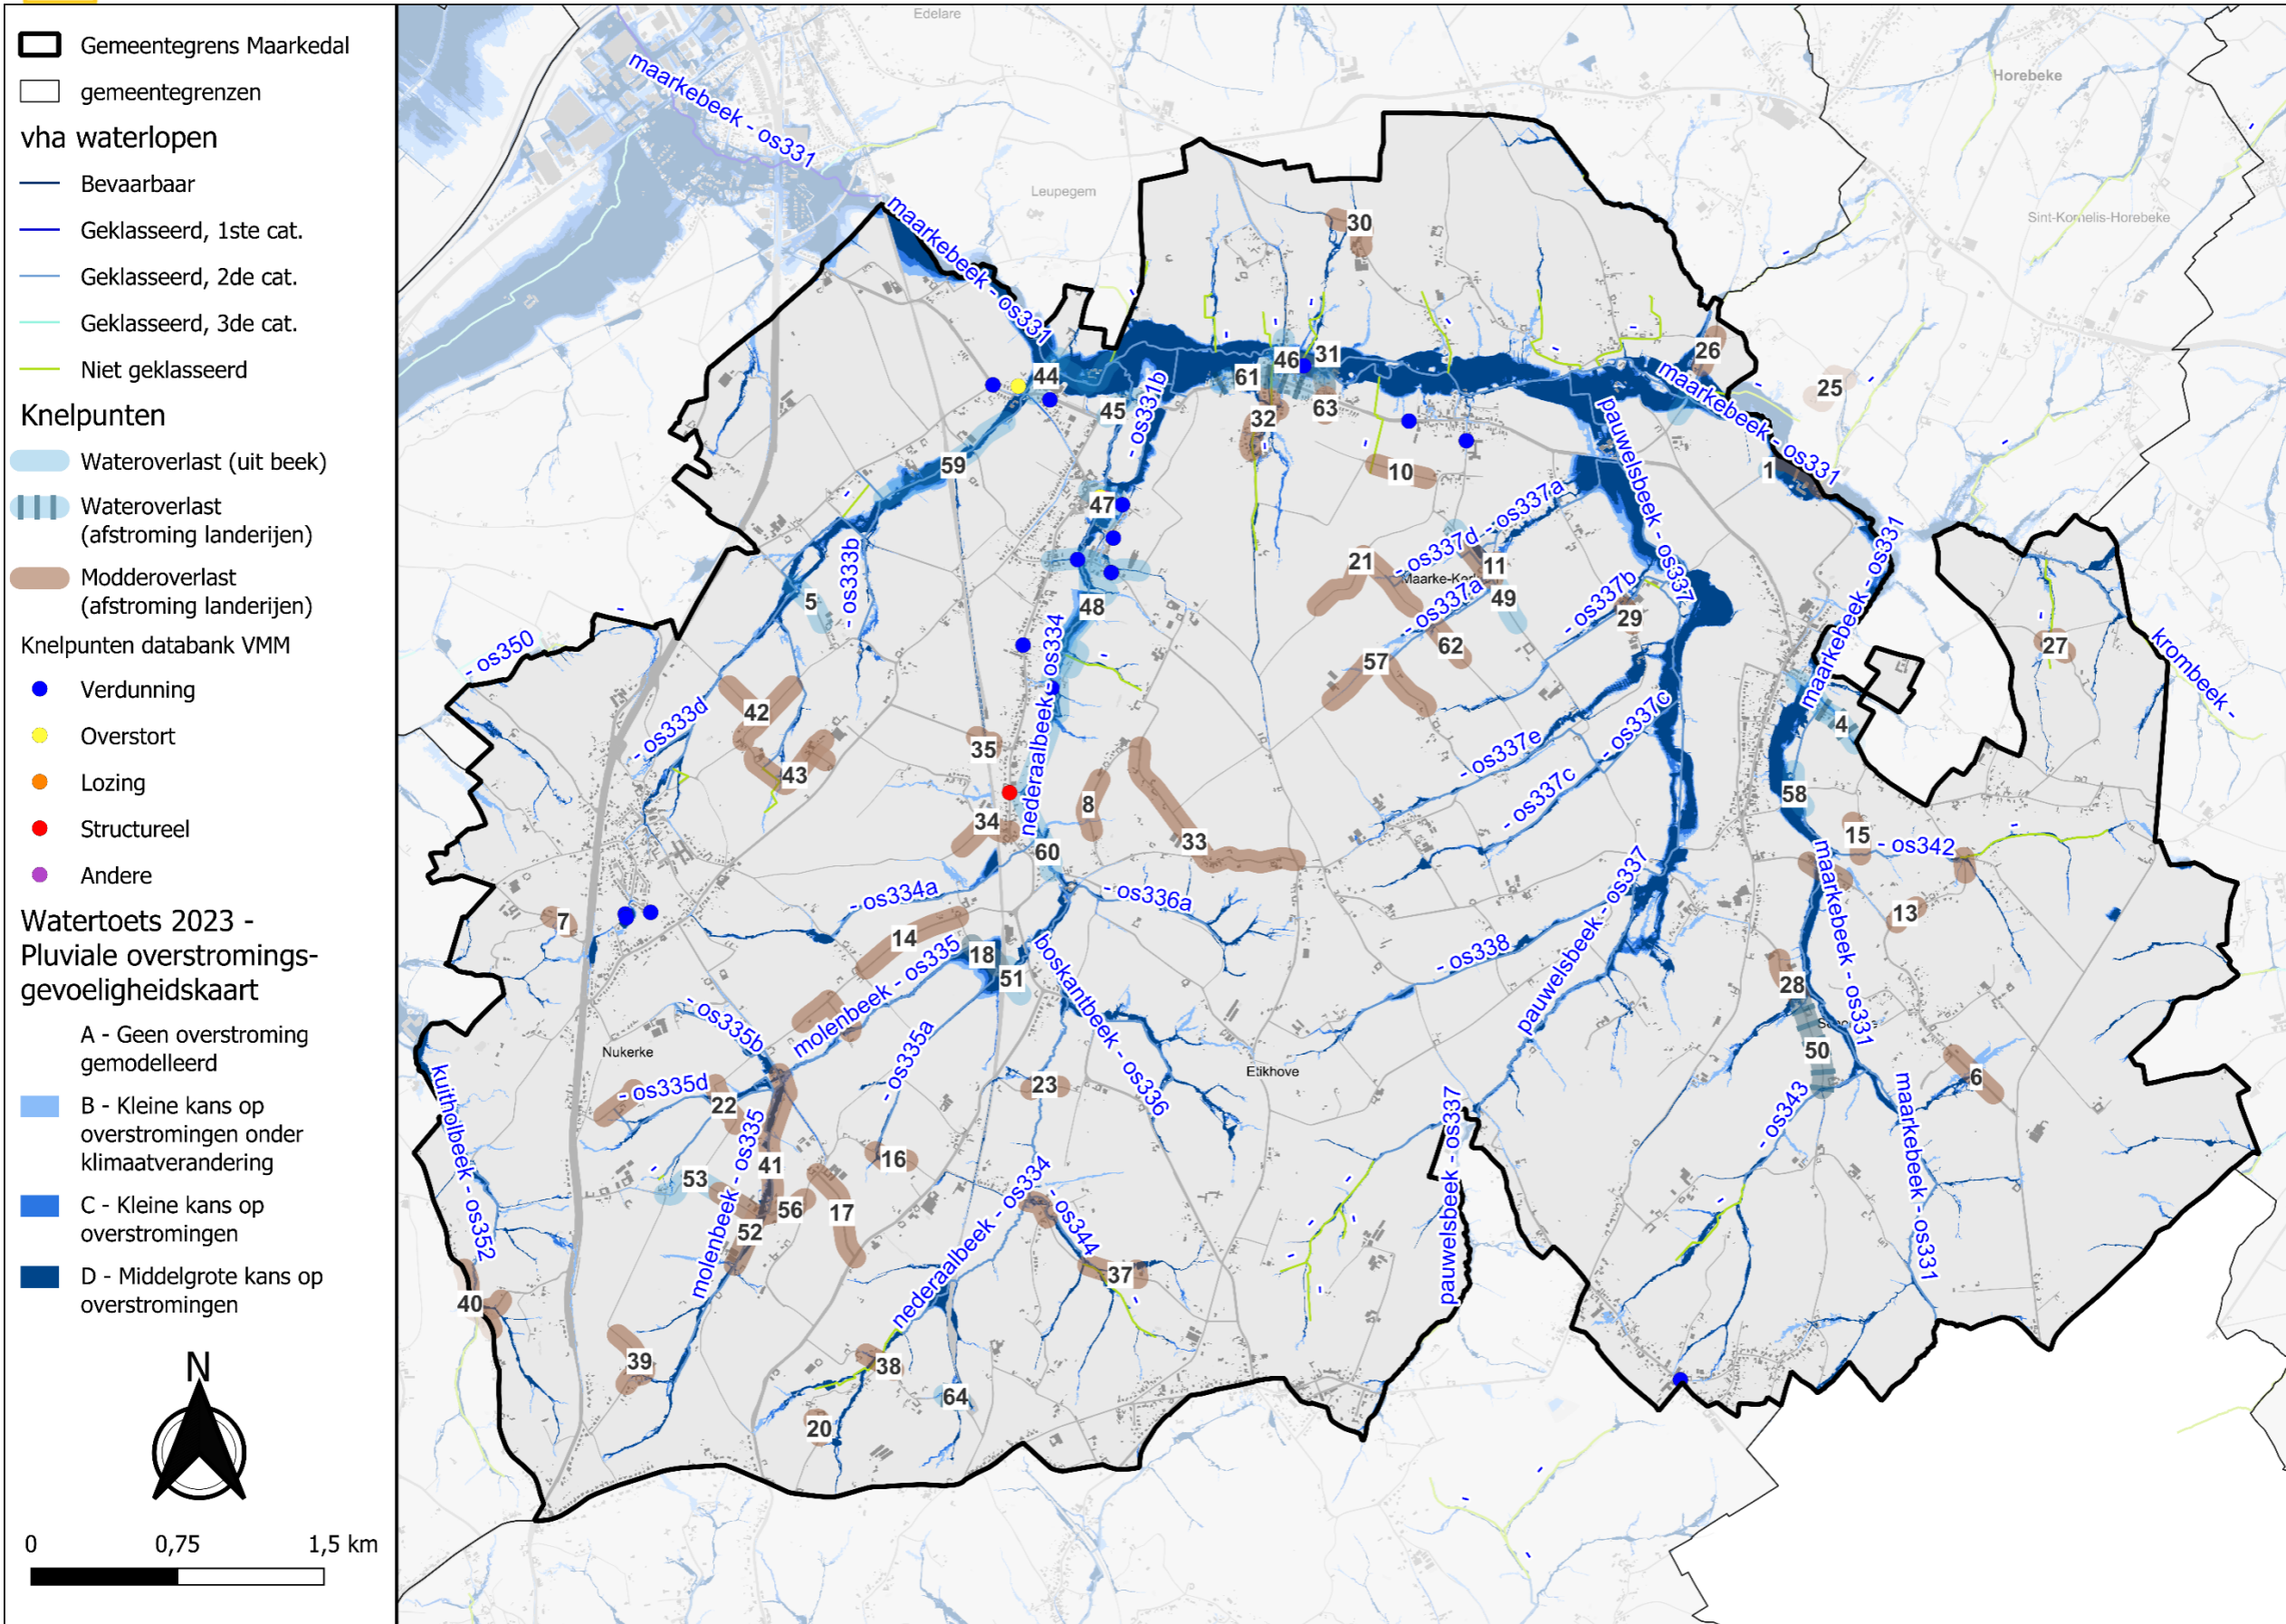 Gemeentegrens Maarkedal
gemeentegrenzen
vha waterlopen
Bevaarbaar
Geklasseerd, 1ste cat.
Geklasseerd, 2de cat.
Geklasseerd, 3de cat.
Niet geklasseerd
Knelpunten
Wateroverlast (uit beek)
Wateroverlast
(afstroming landerijen)
Modderoverlast
(afstroming landerijen)
Knelpunten databank VMM
Verdunning
Overstort
Lozing
Structureel
Andere
Watertoets 2023 -
Pluviale overstromings-
gevoeligheidskaart
A - Geen overstroming
gemodelleerd
B - Kleine kans op
overstromingen onder
klimaatverandering
C - Kleine kans op
overstromingen
D - Middelgrote kans op
overstromingen
N
0 0,75 1,5 km
Edelare
maarkebeek - os331
Horebeke
Leupegem
Sint-Kornelis-Horebeke
maarkebeek - os331
30
26
46
31
44
61
25
maarkebeek - os331
45
63
32
- os331b
pauwelsbeek - os337
59
10
1
47
- os337a
- os333b
21
- os337d
11
Maarke-Ker
5
48
49
- os337b
29
- os337a
maarkebeek - os331
- os350
62
27
57
krombeek -
nederaalbeek - os334
42
- os333d
- os337c
4
35
43
- os337e
- os337c
58
8
34
33
15
- os342
60
- os334a
- os336a
maarkebeek - os331
7
14
13
pauwelsbeek - os337
18
51
- os338
28
molenbeek - os335
boskantbeek - os336
- os335b
- os335a
Nukerke
50
Etikhove
6
23
- os335d
22
kuitholbeek - os352
- os343
maarkebeek - os331
pauwelsbeek - os337
41
16
53
56
17
52
molenbeek - os335
nederaalbeek - os334
- os344
37
40
39
38
64
20